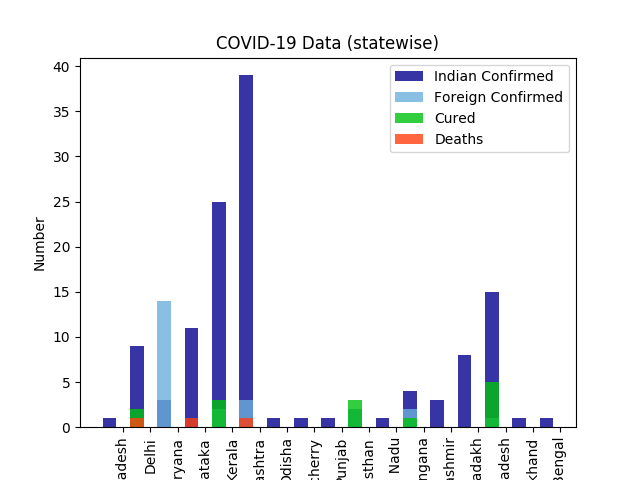 COVID-19 Data (statewise)
Indian Confirmed
Foreign Confirmed
Cured
Deaths
Number
40
35
30
25
20
15
10
5
0
adesh
Delhi
ryana
ataka
Kerala
ashtra
Odisha
cherry
Punjab
sthan
Nadu
ngana
ashmir
adakh
adesh
khand
Bengal